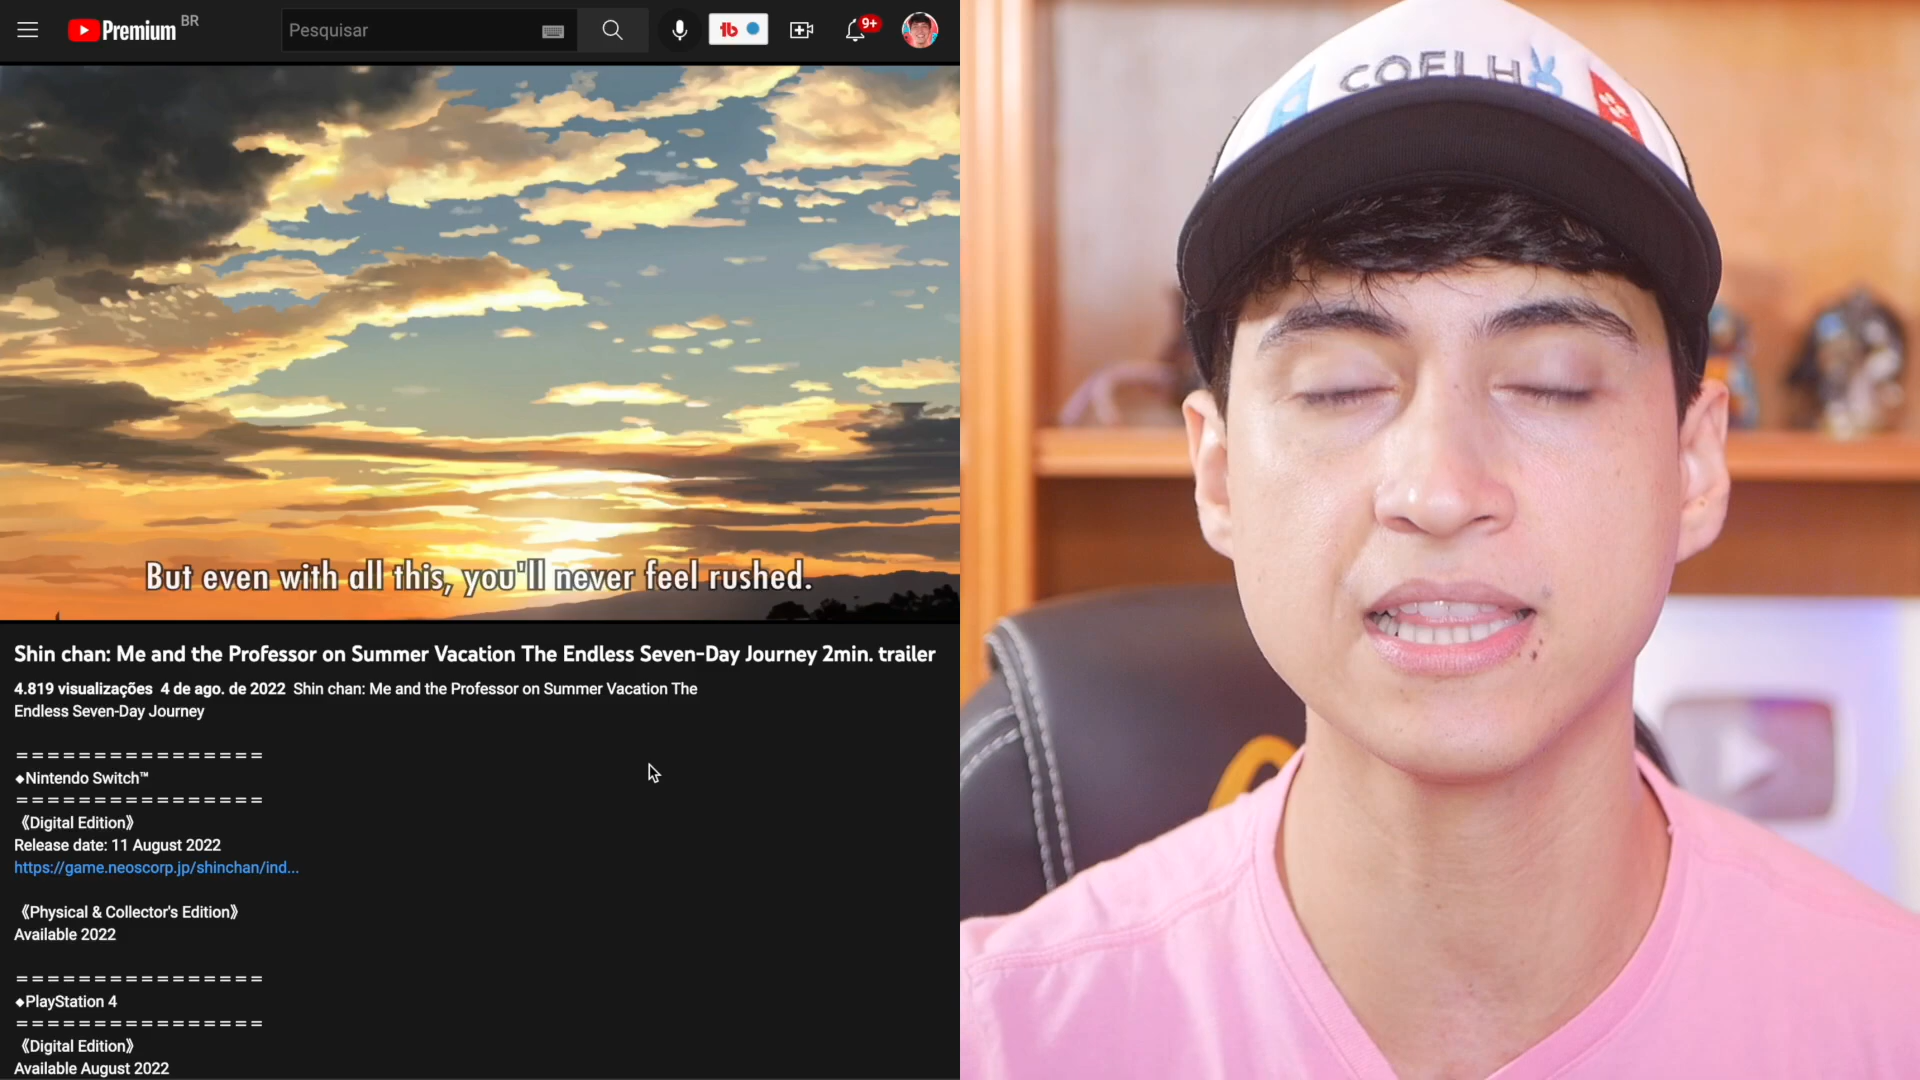 Premium BR
Pesquisar
9+
But even with all this, you'll never feel rushed.
Shin chan: Me and the Professor on Summer Vacation The Endless Seven-Day Journey 2min. trailer
4.819 visualizações 4 de ago. de 2022 Shin chan: Me and the Professor on Summer Vacation The
Endless Seven-Day Journey
================
◆Nintendo Switch™
================
《Digital Edition》
Release date: 11 August 2022
https://game.neoscorp.jp/shinchan/ind...
《Physical & Collector's Edition》
Available 2022
================
◆PlayStation 4
================
《Digital Edition》
Available August 2022
COELH